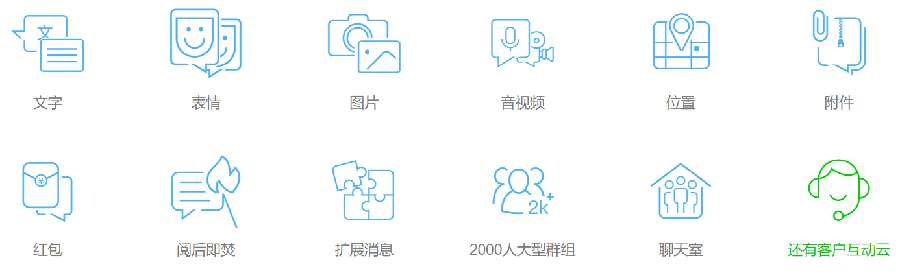 文
文字
表情
图片
音视频
位置
附件
¥
2k+
红包
阅后即焚
扩展消息
2000人大型群组
聊天室
还有客户互动云